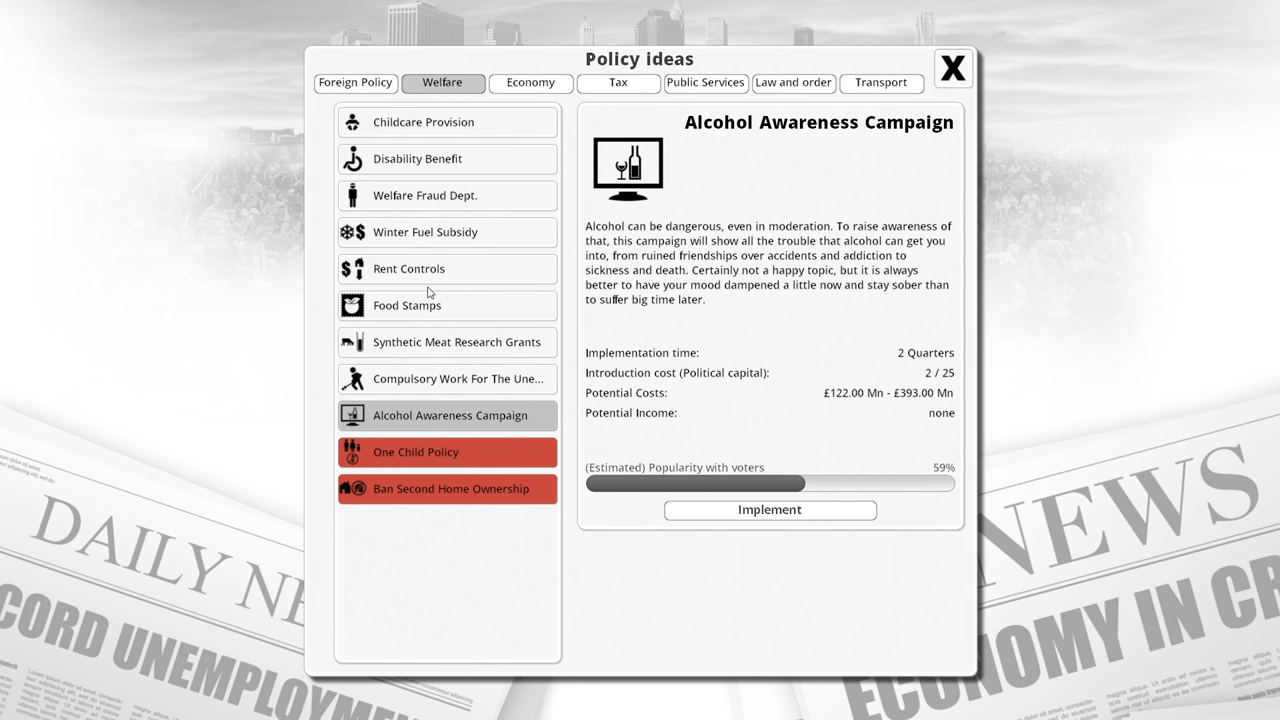 Policy ideas
X
Foreign Policy
Welfare
Economy
Tax
Public Services
Law and order
Transport
Childcare Provision
Disability Benefit
Welfare Fraud Dept.
Winter Fuel Subsidy
Rent Controls
Food Stamps
Synthetic Meat Research Grants
Compulsory Work For The Une...
Alcohol Awareness Campaign
One Child Policy
Ban Second Home Ownership
Alcohol Awareness Campaign
Alcohol can be dangerous, even in moderation. To raise awareness of
that, this campaign will show all the trouble that alcohol can get you
into, from ruined friendships over accidents and addiction to
sickness and death. Certainly not a happy topic, but it is always
better to have your mood dampened a little now and stay sober than
to suffer big time later.
Implementation time: 2 Quarters
Introduction cost (Political capital): 2 / 25
Potential Costs: £122.00 Mn - £393.00 Mn
Potential Income: none
(Estimated) Popularity with voters 59%
Implement
DAILY NE
CORD UNEMPLOYM
NEWS
ECONOMY IN CR